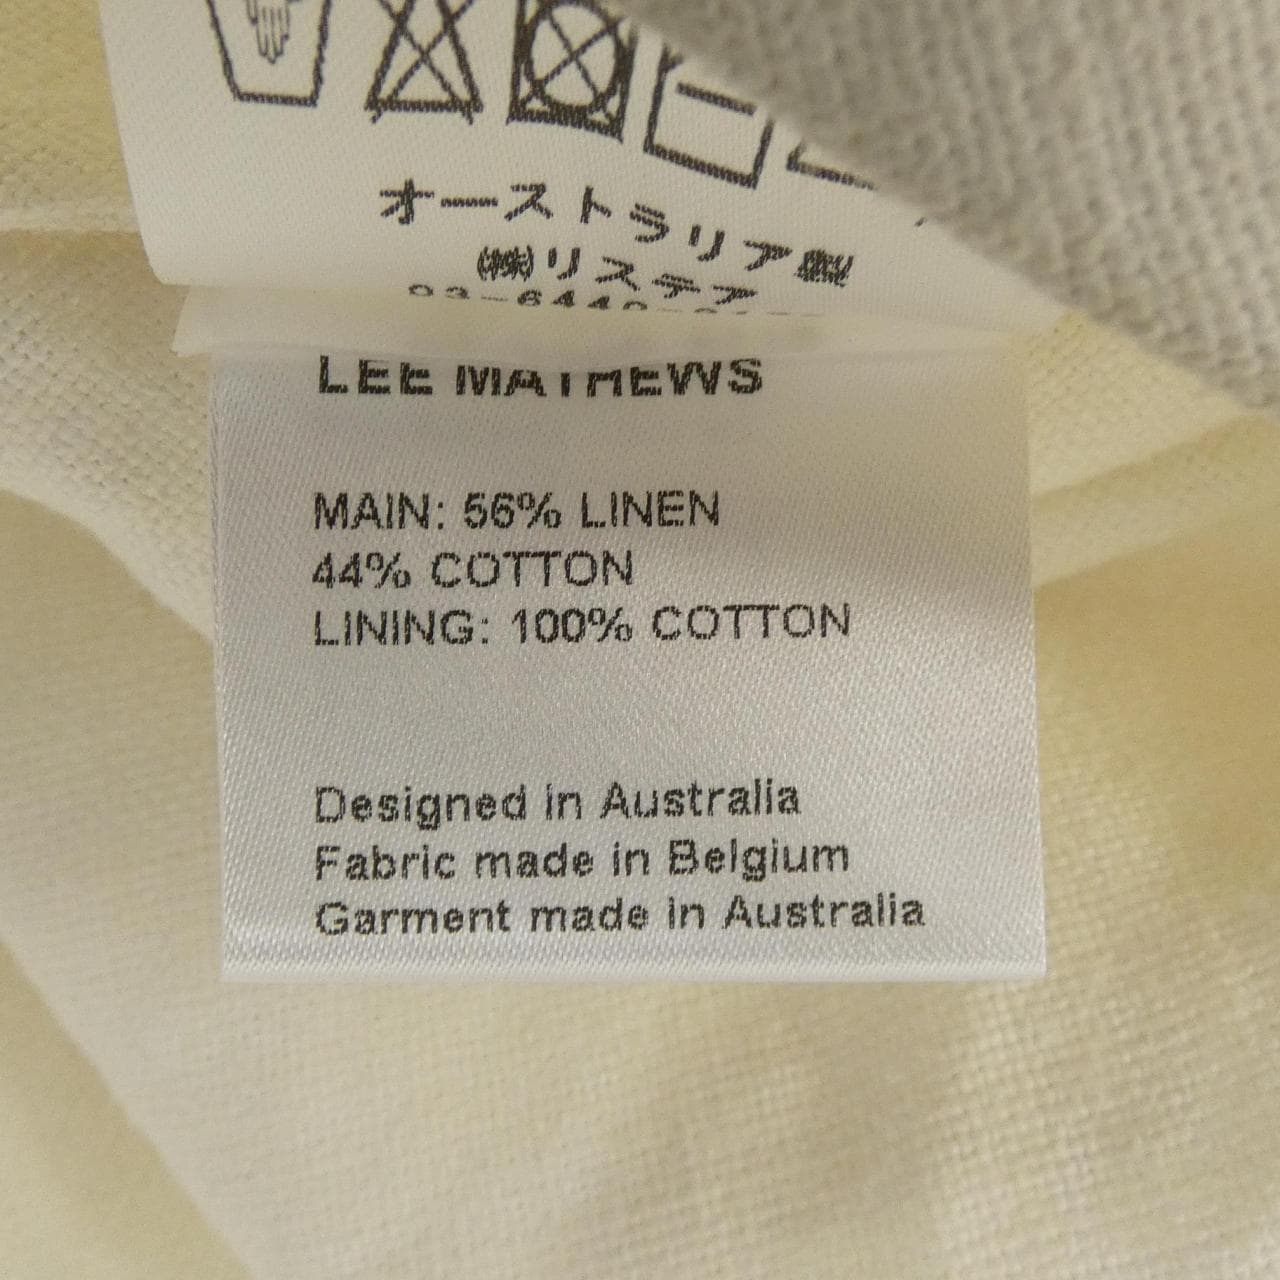 オーストラリア製
㈱リステア
LEE MATHEWS
MAIN: 56% LINEN
44% COTTON
LINING: 100% COTTON
Designed in Australia
Fabric made in Belgium
Garment made in Australia